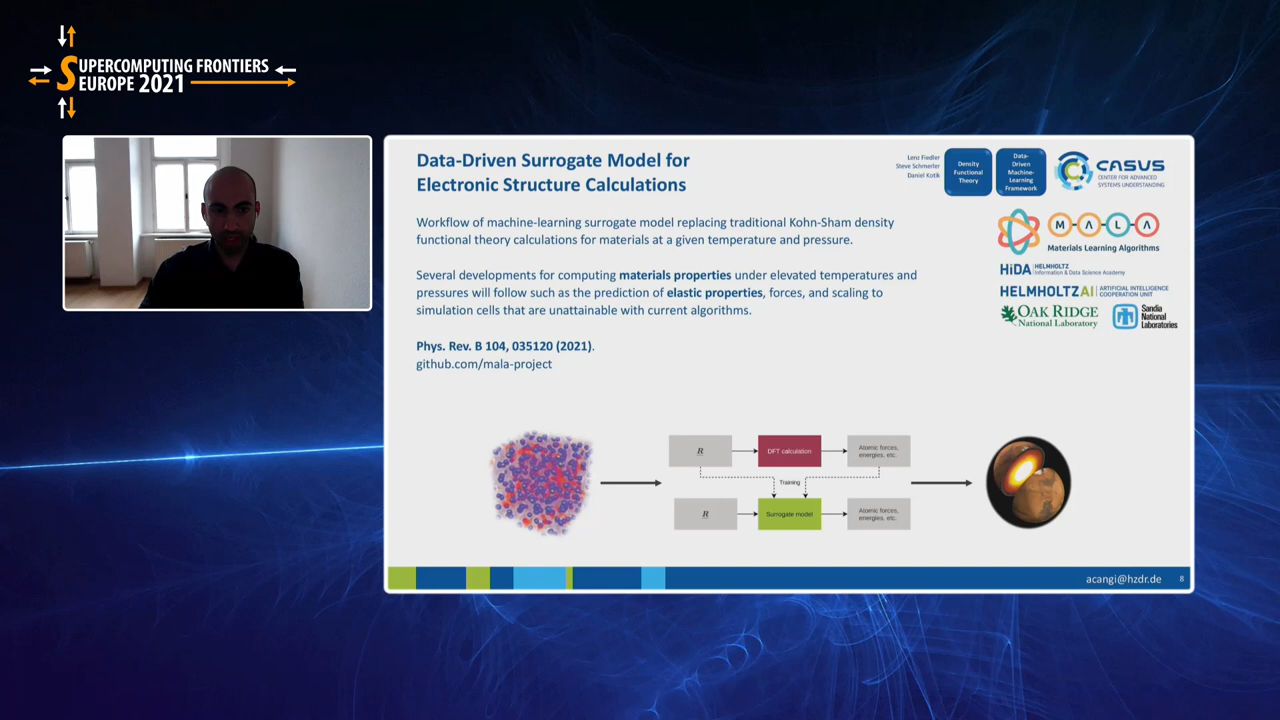 SUPERCOMPUTING FRONTIERS
EUROPE 2021
Data-Driven Surrogate Model for
Electronic Structure Calculations
Lenz Fiedler
Steve Schmerler
Daniel Kotik
Density
Functional
Theory
Data-
Driven
Machine-
Learning
Framework
CASUS
CENTER FOR ADVANCED
SYSTEMS UNDERSTANDING
Workflow of machine-learning surrogate model replacing traditional Kohn-Sham density
functional theory calculations for materials at a given temperature and pressure.
M-A-L-A
Materials Learning Algorithms
Several developments for computing materials properties under elevated temperatures and
pressures will follow such as the prediction of elastic properties, forces, and scaling to
simulation cells that are unattainable with current algorithms.
HIDA HELMHOLTZ
Information & Data Science Academy
HELMHOLTZAI ARTIFICIAL INTELLIGENCE
COOPERATION UNIT
OAK RIDGE
National Laboratory
Sandia
National
Laboratories
Phys. Rev. B 104, 035120 (2021).
github.com/mala-project
R
DFT calculation
Atomic forces,
energies, etc.
Training
R
Surrogate model
Atomic forces,
energies, etc.
acangi@hzdr.de 8